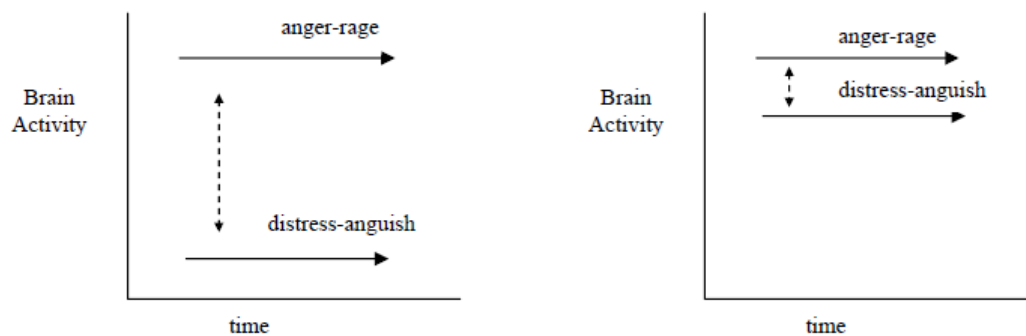 anger-rage
Brain
Activity
distress-anguish
time
anger-rage
distress-anguish
Brain
Activity
time